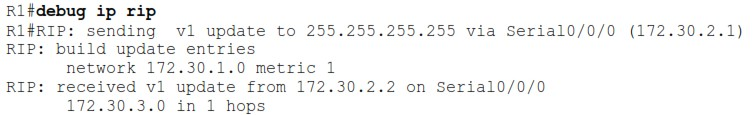 R1#debug ip rip
R1#RIP: sending  v1 update to 255.255.255.255 via Serial0/0/0 (172.30.2.1)
RIP: build update entries
      network 172.30.1.0 metric 1
RIP: received v1 update from 172.30.2.2 on Serial0/0/0
      172.30.3.0 in 1 hops